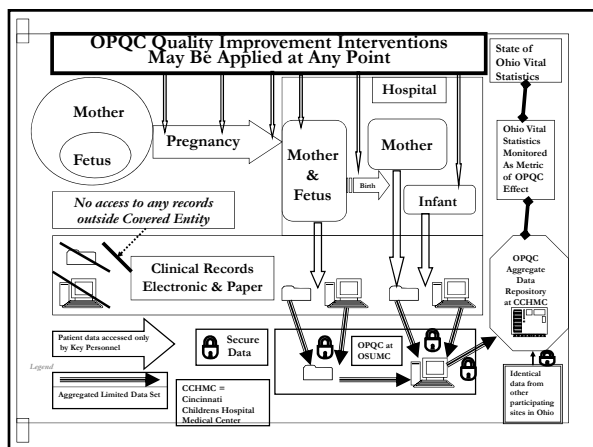 OPQC Quality Improvement Interventions
May Be Applied at Any Point
State of
Ohio Vital
Statistics
Hospital
Mother
Fetus
Pregnancy
Mother
&
Fetus
Birth
Mother
Infant
Ohio Vital
Statistics
Monitored
As Metric
of OPQC
Effect
No access to any records
outside Covered Entity
Clinical Records
Electronic & Paper
OPQC
Aggregate
Data
Repository
at CCHMC
Patient data accessed only
by Key Personnel
Secure
Data
OPQC at
OSUMC
Legend
Aggregated Limited Data Set
CCHMC =
Cincinnati
Childrens Hospital
Medical Center
Identical
data from
other
participating
sites in Ohio